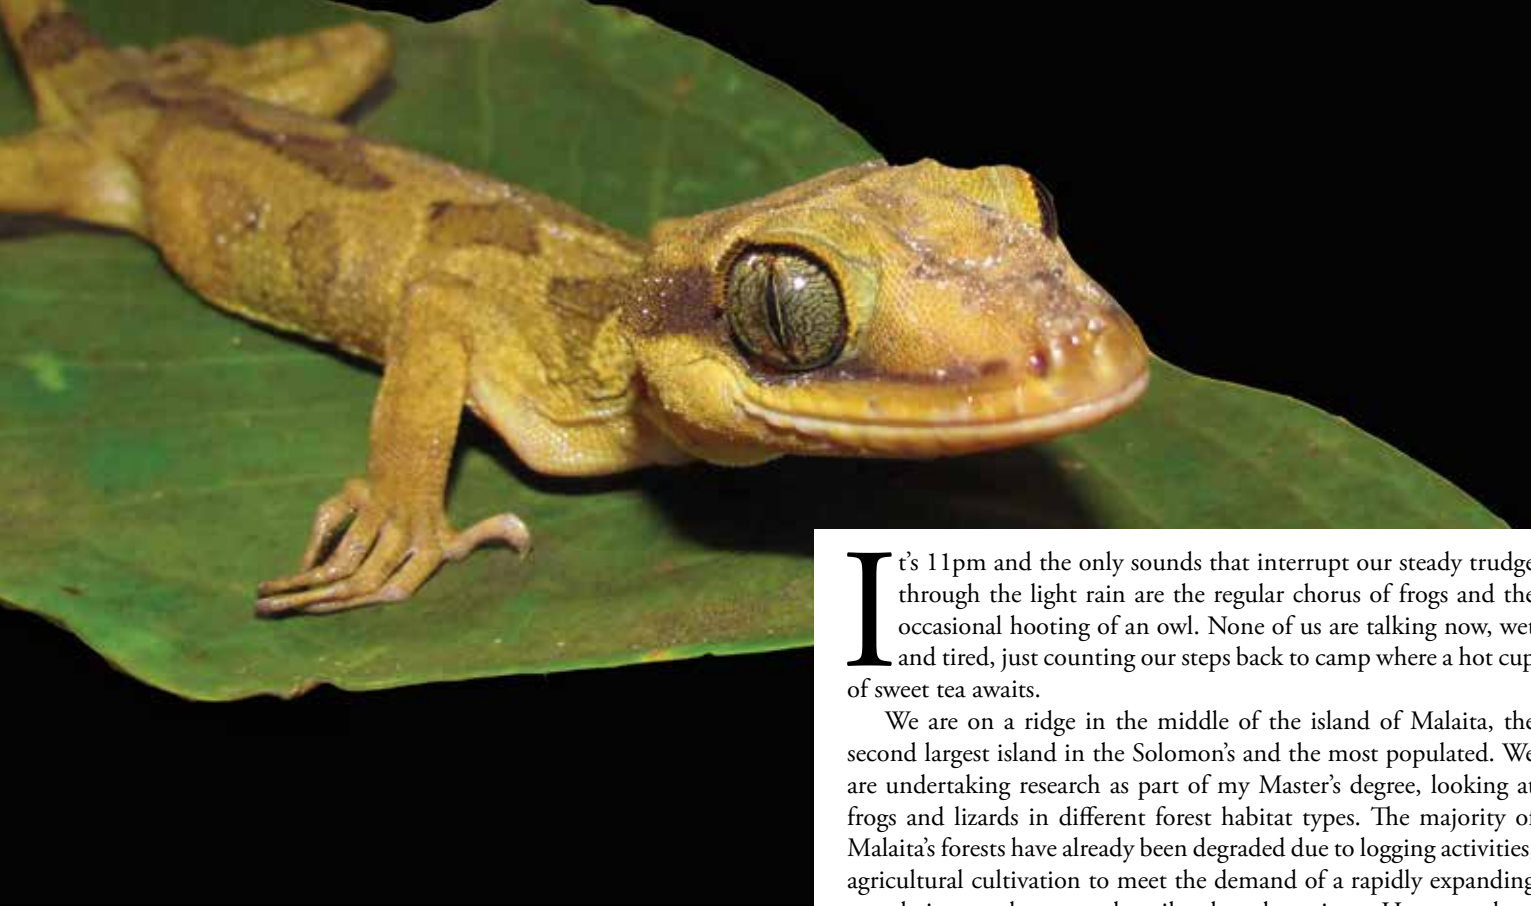 It's 11pm and the only sounds that interrupt our steady trudge
through the light rain are the regular chorus of frogs and the
occasional hooting of an owl. None of us are talking now, wet
and tired, just counting our steps back to camp where a hot cup
of sweet tea awaits.
We are on a ridge in the middle of the island of Malaita, the
second largest island in the Solomon's and the most populated. We
are undertaking research as part of my Master's degree, looking at
frogs and lizards in different forest habitat types. The majority of
Malaita's forests have already been degraded due to logging activities,
agricultural cultivation to meet the demand of a rapidly expanding